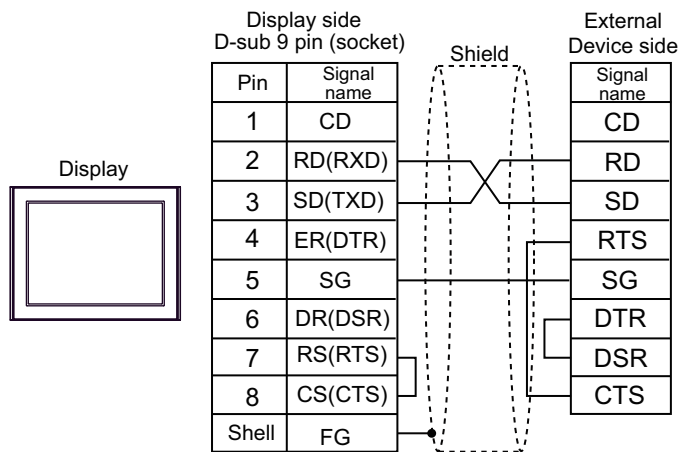 Display side
D-sub 9 pin (socket)
Shield
External
Device side
Pin
Signal
name
Signal
name
1
CD
CD
Display
2
RD(RXD)
RD
3
SD(TXD)
SD
4
ER(DTR)
RTS
5
SG
SG
6
DR(DSR)
DTR
7
RS(RTS)
DSR
8
CS(CTS)
CTS
Shell
FG